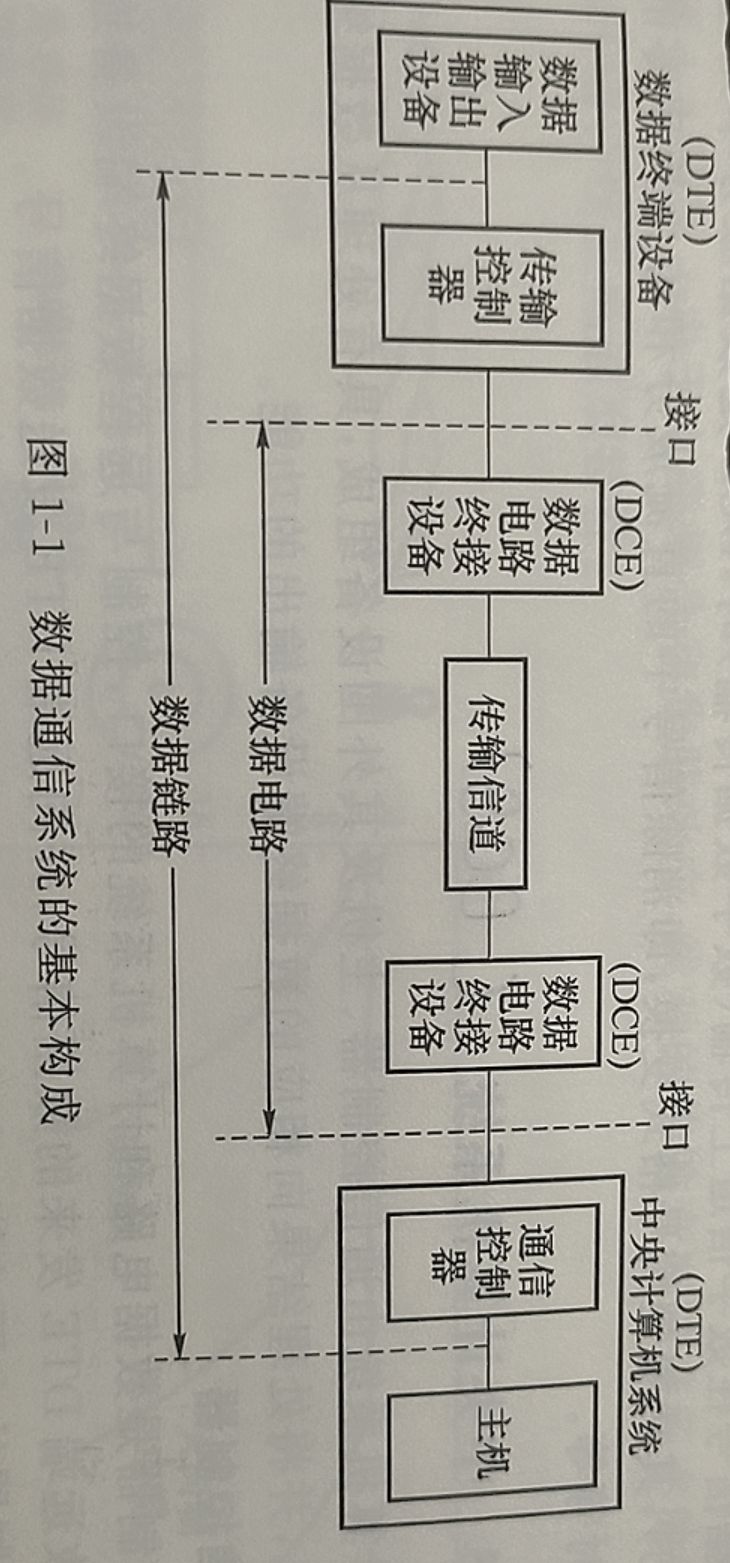 (DTE)
数据终端设备
接口
(DCE)
(DCE)
接口
(DTE)
中央计算机系统
数据
输入
输出
设备
传输
控制
器
数据
电路
终接
设备
传输信道
数据
电路
终接
设备
通信
控制
器
主机
数据电路
数据链路
图 1-1 数据通信系统的基本构成